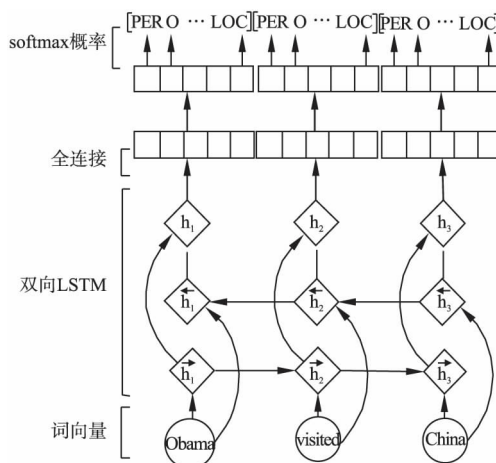 [PER O ⋯ LOC][PER O ⋯ LOC][PER O ⋯ LOC]
softmax概率
全连接
h₁ h₂ h₃
双向LSTM
←h₁ ←h₂ ←h₃
→h₁ →h₂ →h₃
词向量
Obama visited China